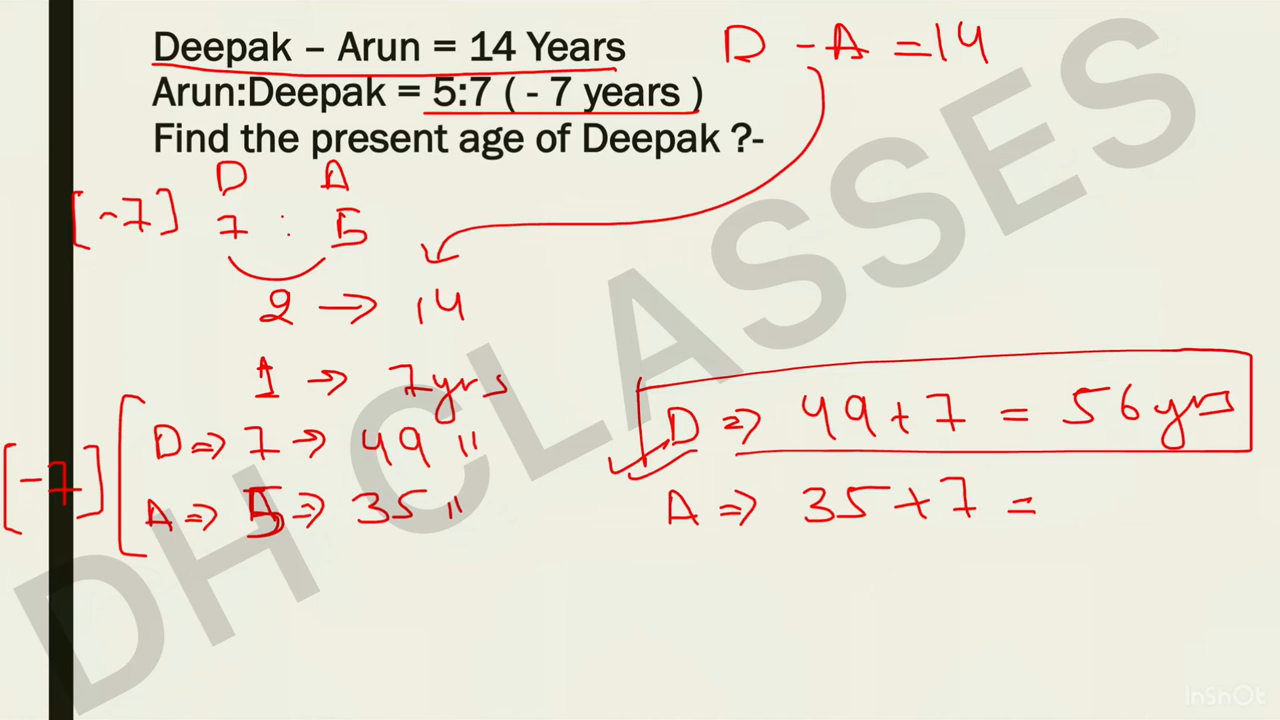 Deepak – Arun = 14 Years
D - A = 14
Arun:Deepak = 5:7 ( - 7 years )
Find the present age of Deepak ?-
D A
[-7] 7 : 5
2 → 14
1 → 7yrs
[-7] D ⇒ 7 → 49 "
A ⇒ 5 ⇒ 35 "
D ⇒ 49 + 7 = 56 yrs
A ⇒ 35 + 7 =
DH CLASSES
InSnOt